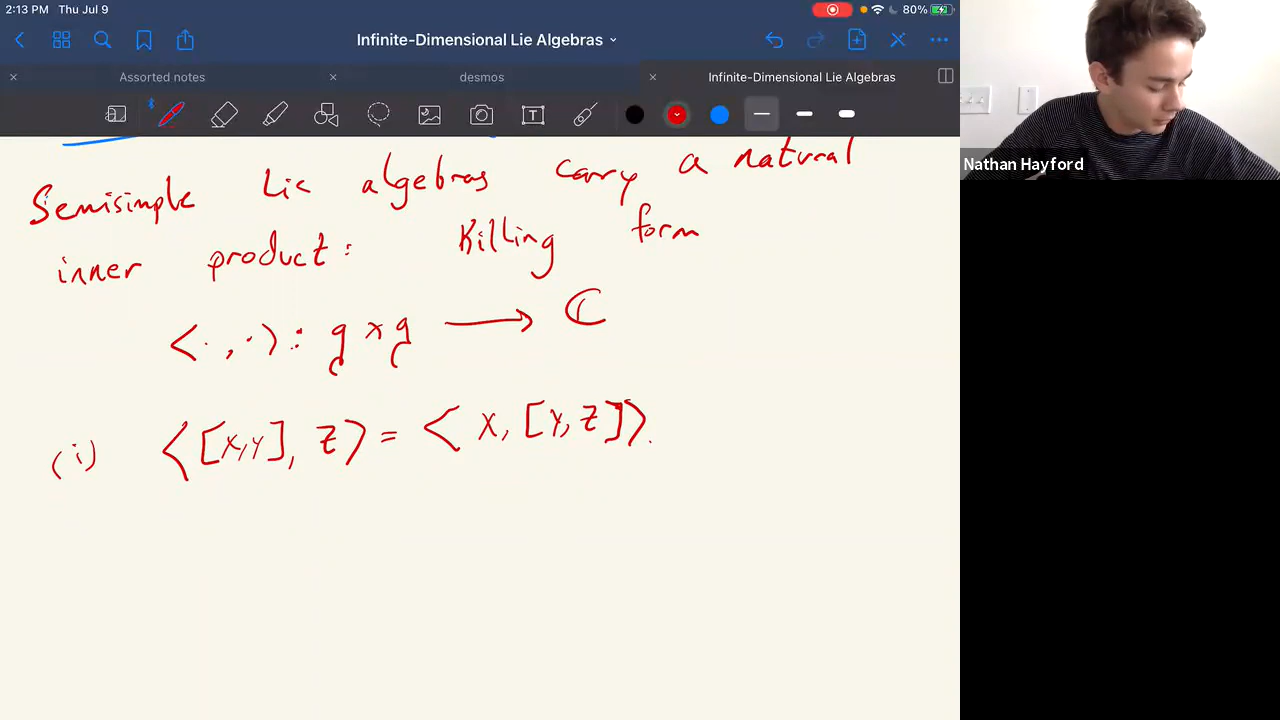 2:13 PM Thu Jul 9
80%
Infinite-Dimensional Lie Algebras
Assorted notes
desmos
Infinite-Dimensional Lie Algebras
Nathan Hayford
Semisimple Lie algebras carry a natural
inner product: Killing form
<·,·>: g x g → ℂ
(i) <[x,y], z> = <x, [y,z]>.